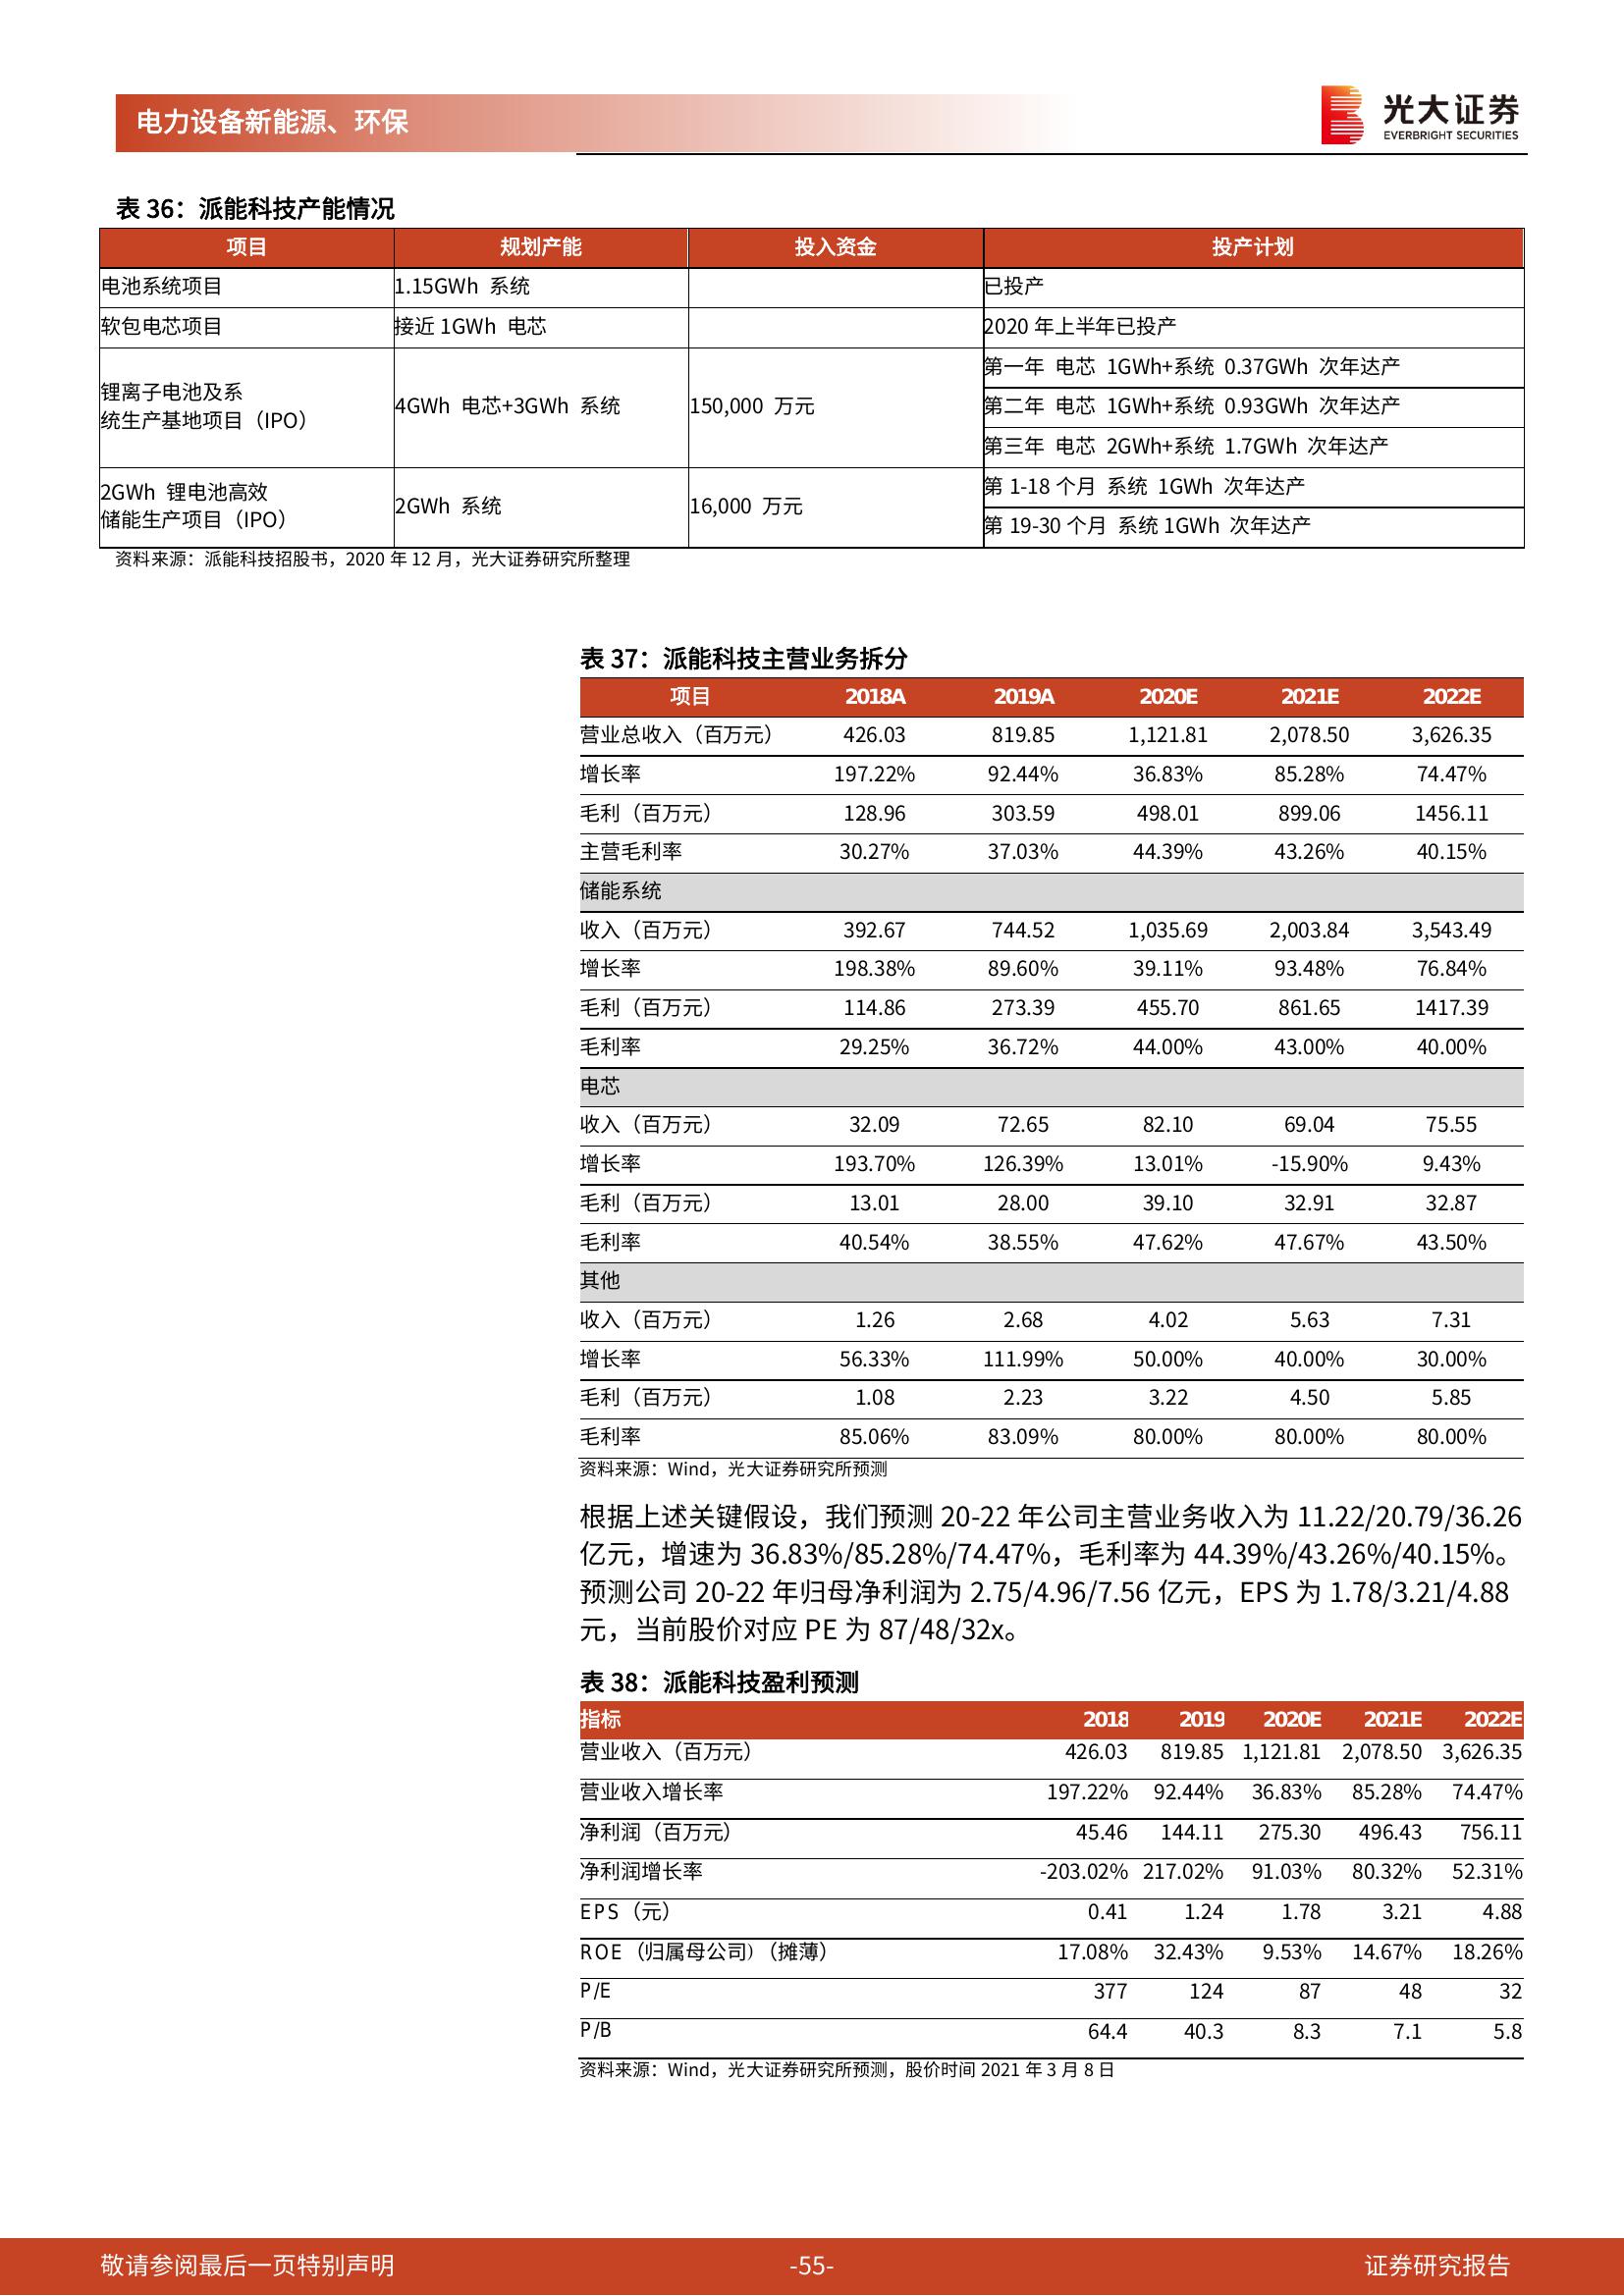 电力设备新能源、环保
光大证券
EVERBRIGHT SECURITIES
表 36：派能科技产能情况
项目 规划产能 投入资金 投产计划
电池系统项目 1.15GWh 系统 已投产
软包电芯项目 接近 1GWh 电芯 2020 年上半年已投产
锂离子电池及系
统生产基地项目（IPO） 4GWh 电芯+3GWh 系统 150,000 万元
第一年 电芯 1GWh+系统 0.37GWh 次年达产
第二年 电芯 1GWh+系统 0.93GWh 次年达产
第三年 电芯 2GWh+系统 1.7GWh 次年达产
2GWh 锂电池高效
储能生产项目（IPO） 2GWh 系统 16,000 万元
第 1-18 个月 系统 1GWh 次年达产
第 19-30 个月 系统 1GWh 次年达产
资料来源：派能科技招股书，2020 年 12 月，光大证券研究所整理
表 37：派能科技主营业务拆分
项目 2018A 2019A 2020E 2021E 2022E
营业总收入（百万元） 426.03 819.85 1,121.81 2,078.50 3,626.35
增长率 197.22% 92.44% 36.83% 85.28% 74.47%
毛利（百万元） 128.96 303.59 498.01 899.06 1456.11
主营毛利率 30.27% 37.03% 44.39% 43.26% 40.15%
储能系统
收入（百万元） 392.67 744.52 1,035.69 2,003.84 3,543.49
增长率 198.38% 89.60% 39.11% 93.48% 76.84%
毛利（百万元） 114.86 273.39 455.70 861.65 1417.39
毛利率 29.25% 36.72% 44.00% 43.00% 40.00%
电芯
收入（百万元） 32.09 72.65 82.10 69.04 75.55
增长率 193.70% 126.39% 13.01% -15.90% 9.43%
毛利（百万元） 13.01 28.00 39.10 32.91 32.87
毛利率 40.54% 38.55% 47.62% 47.67% 43.50%
其他
收入（百万元） 1.26 2.68 4.02 5.63 7.31
增长率 56.33% 111.99% 50.00% 40.00% 30.00%
毛利（百万元） 1.08 2.23 3.22 4.50 5.85
毛利率 85.06% 83.09% 80.00% 80.00% 80.00%
资料来源：Wind，光大证券研究所预测
根据上述关键假设，我们预测 20-22 年公司主营业务收入为 11.22/20.79/36.26
亿元，增速为 36.83%/85.28%/74.47%，毛利率为 44.39%/43.26%/40.15%。
预测公司 20-22 年归母净利润为 2.75/4.96/7.56 亿元，EPS 为 1.78/3.21/4.88
元，当前股价对应 PE 为 87/48/32x。
表 38：派能科技盈利预测
指标 2018 2019 2020E 2021E 2022E
营业收入（百万元） 426.03 819.85 1,121.81 2,078.50 3,626.35
营业收入增长率 197.22% 92.44% 36.83% 85.28% 74.47%
净利润（百万元） 45.46 144.11 275.30 496.43 756.11
净利润增长率 -203.02% 217.02% 91.03% 80.32% 52.31%
EPS（元） 0.41 1.24 1.78 3.21 4.88
ROE（归属母公司）（摊薄） 17.08% 32.43% 9.53% 14.67% 18.26%
P/E 377 124 87 48 32
P/B 64.4 40.3 8.3 7.1 5.8
资料来源：Wind，光大证券研究所预测，股价时间 2021 年 3 月 8 日
敬请参阅最后一页特别声明 -55- 证券研究报告